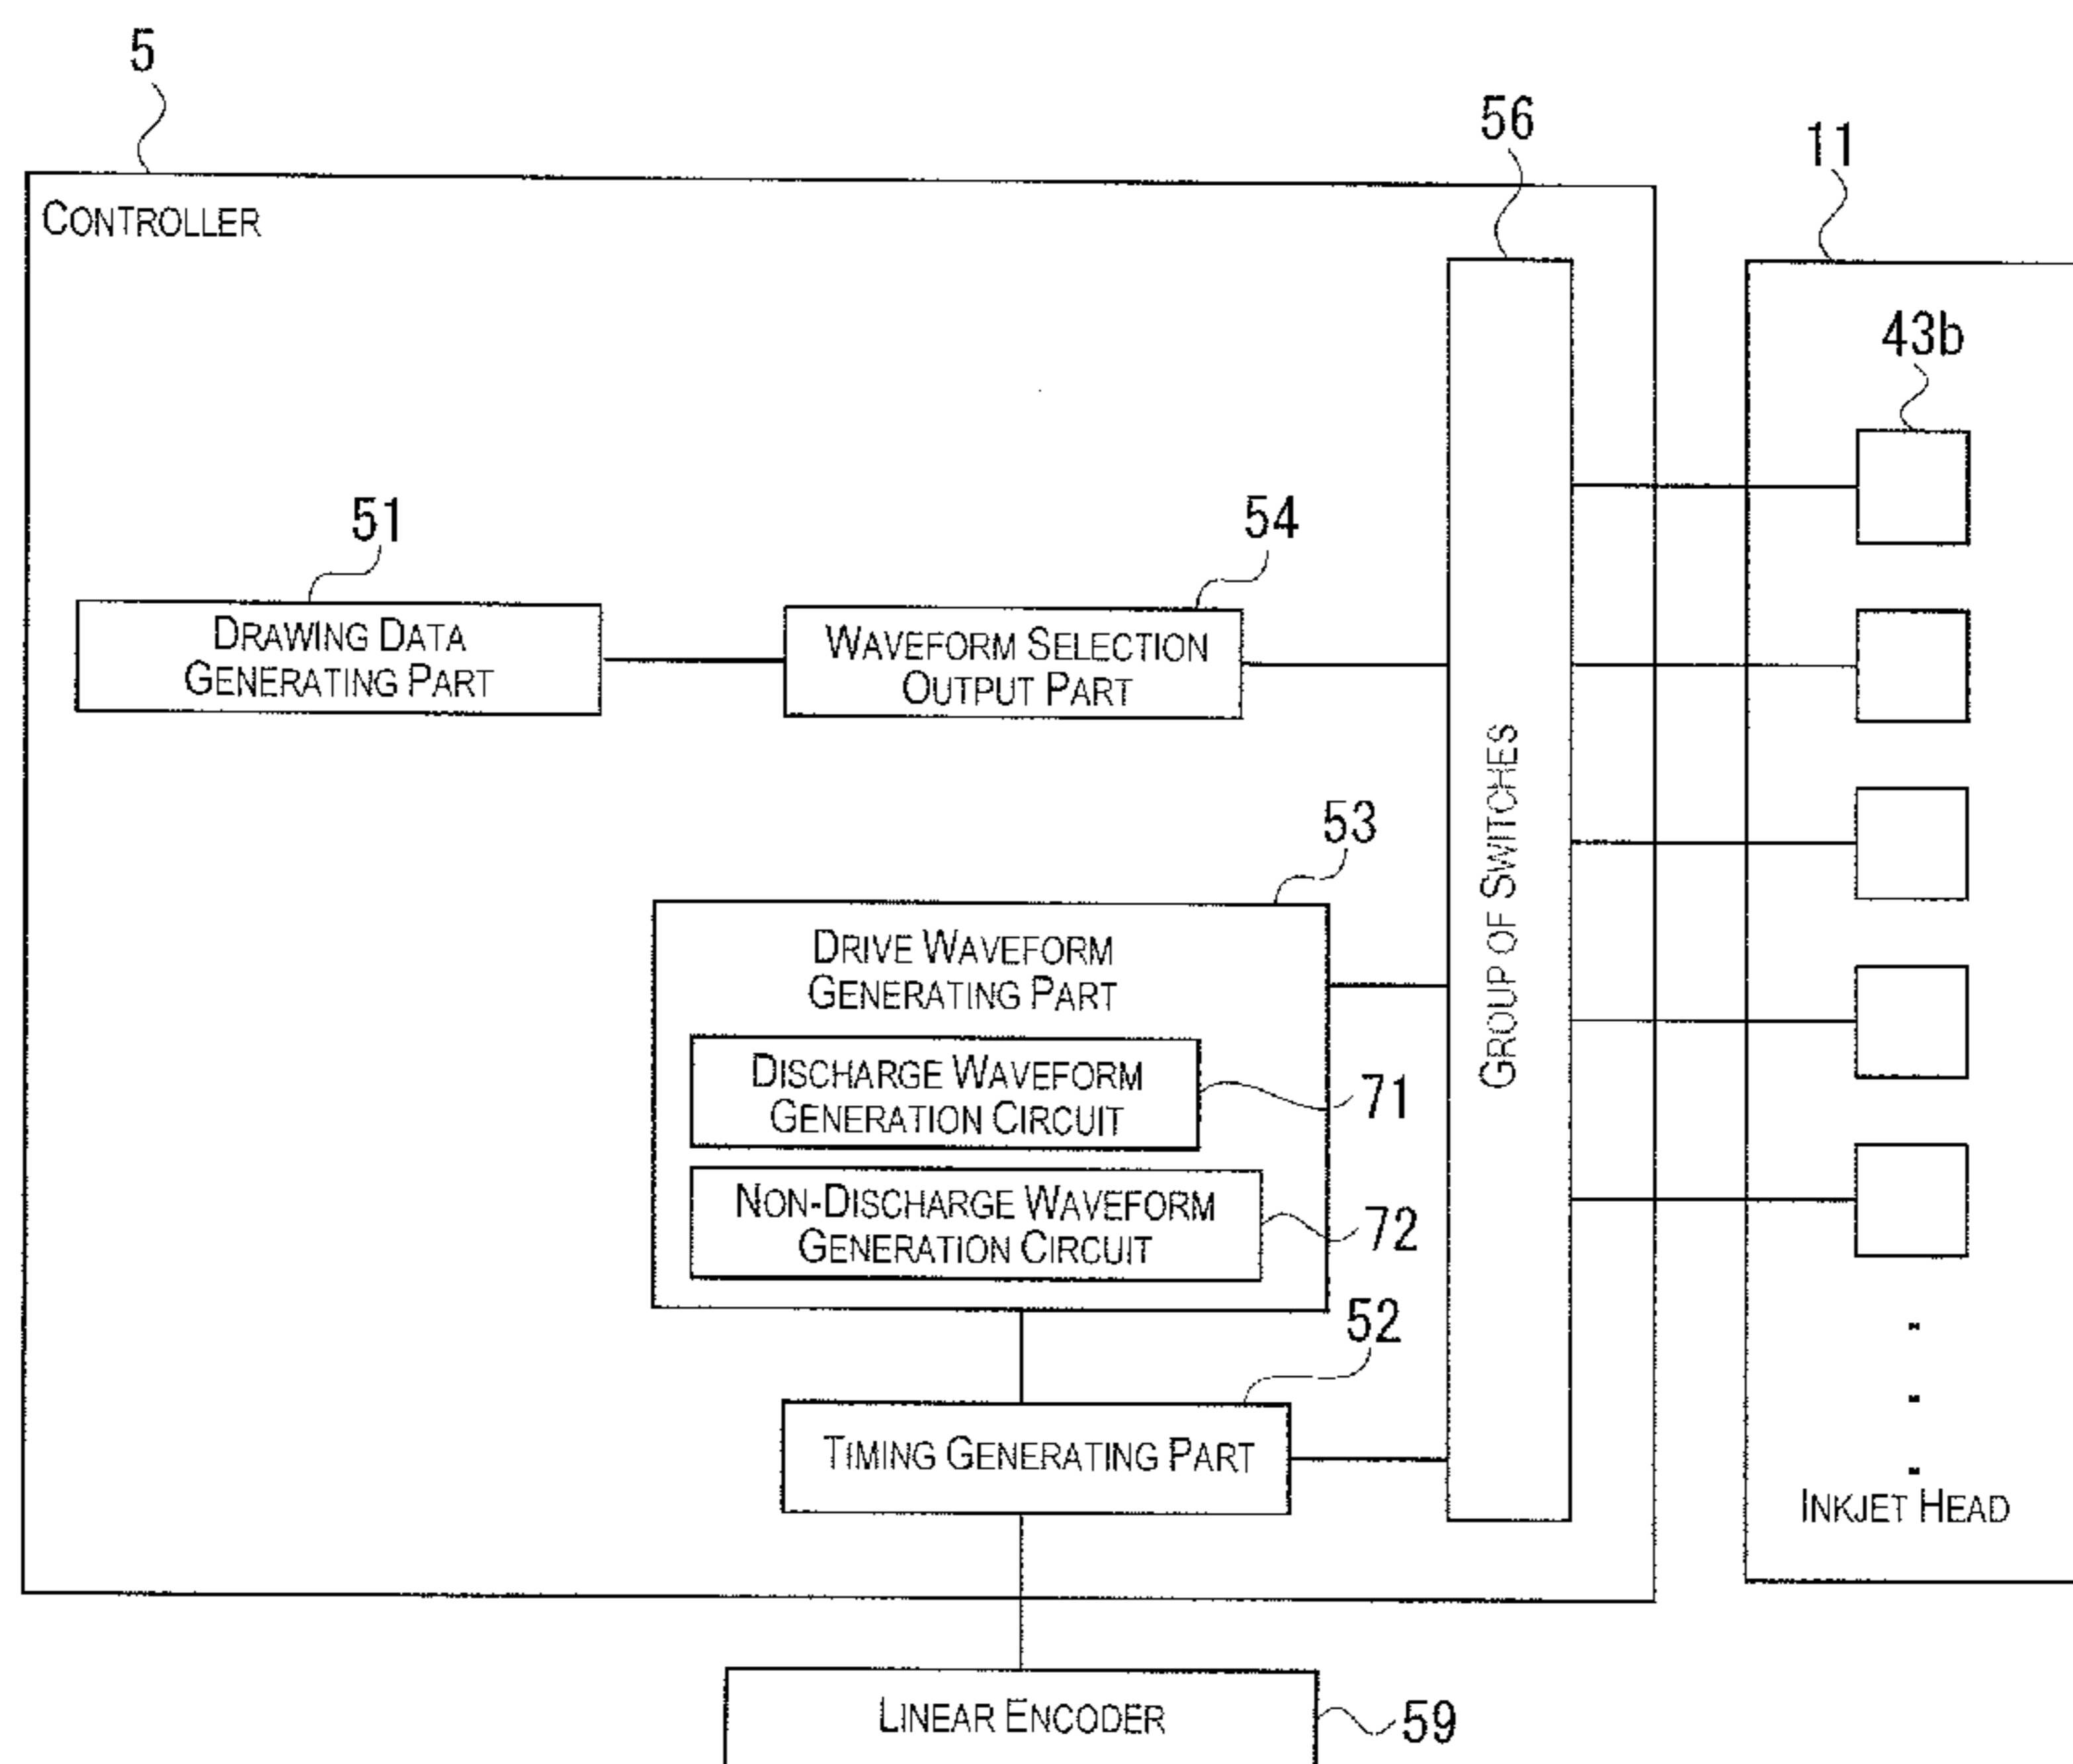 5
56
11
CONTROLLER
43b
51
54
DRAWING DATA
GENERATING PART
WAVEFORM SELECTION
OUTPUT PART
GROUP OF SWITCHES
53
DRIVE WAVEFORM
GENERATING PART
DISCHARGE WAVEFORM
GENERATION CIRCUIT
71
NON-DISCHARGE WAVEFORM
GENERATION CIRCUIT
72
52
TIMING GENERATING PART
INKJET HEAD
LINEAR ENCODER
59